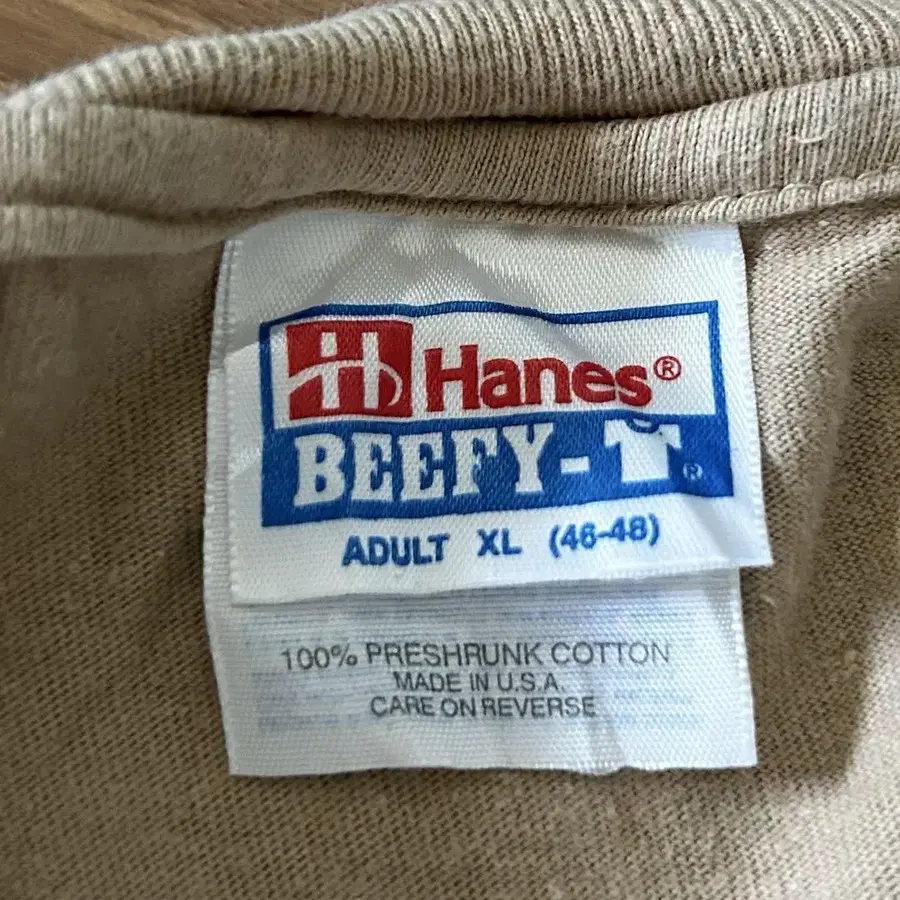 H Hanes®
BEEFY-T®
ADULT XL (46-48)
100% PRESHRUNK COTTON
MADE IN U.S.A.
CARE ON REVERSE